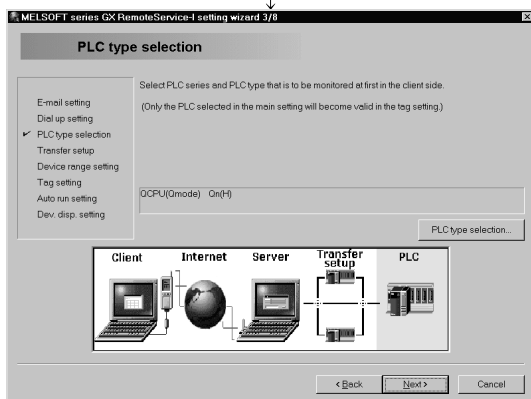 MELSOFT series GX RemoteService-I setting wizard 3/8
PLC type selection
Select PLC series and PLC type that is to be monitored at first in the client side.
(Only the PLC selected in the main setting will become valid in the tag setting.)
E-mail setting
Dial up setting
PLC type selection
Transfer setup
Device range setting
Tag setting
Auto run setting
Dev. disp. setting
QCPU(Qmode) Qn(H)
PLC type selection...
Client Internet Server Transfer setup PLC
< Back
Next >
Cancel